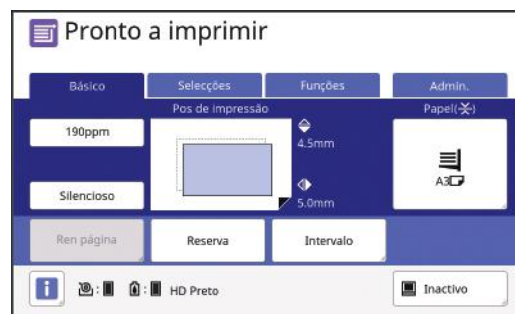 Pronto a imprimir
Básico
Selecções
Funções
Admin.
Pos de impressão
Papel
190ppm
4.5mm
A3
Silencioso
5.0mm
Ren página
Reserva
Intervalo
i
HD Preto
Inactivo